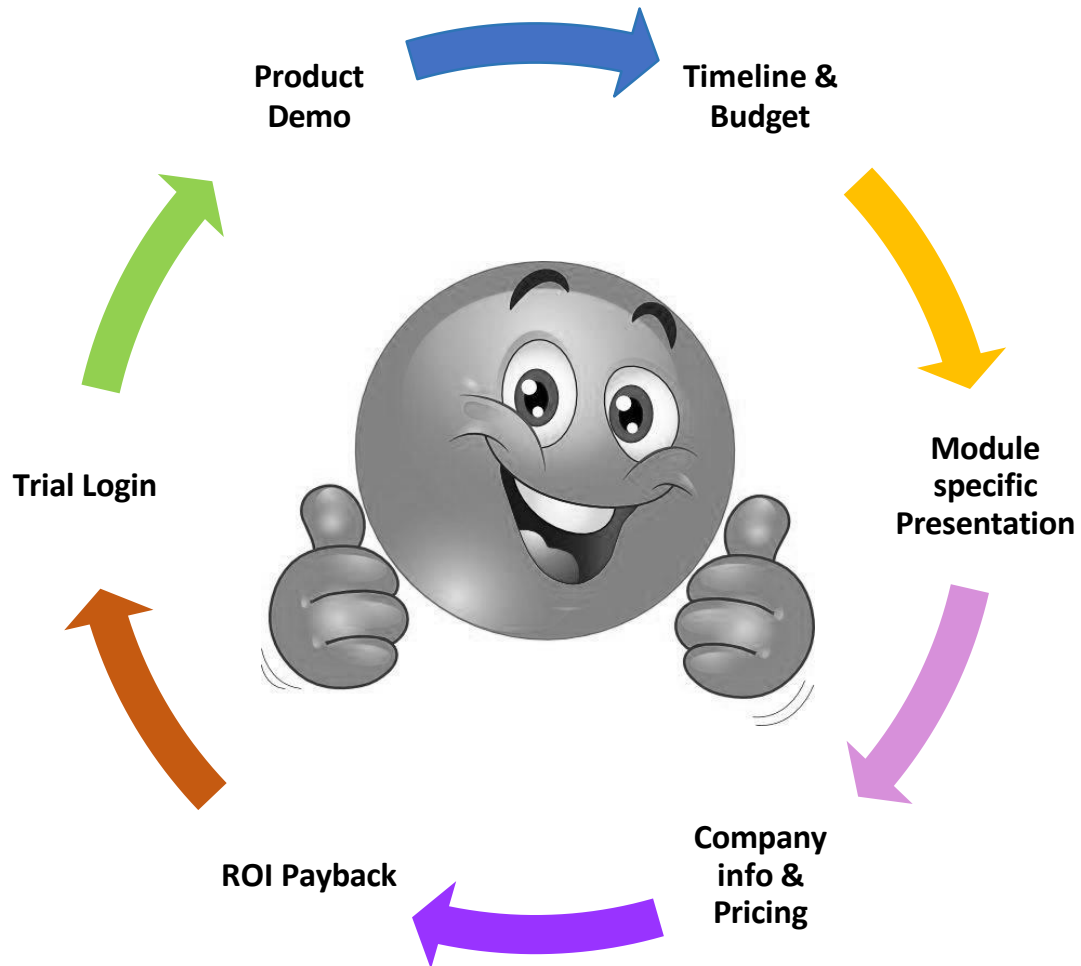 Product
Demo
Timeline &
Budget
Module
specific
Presentation
Company
info &
Pricing
ROI Payback
Trial Login